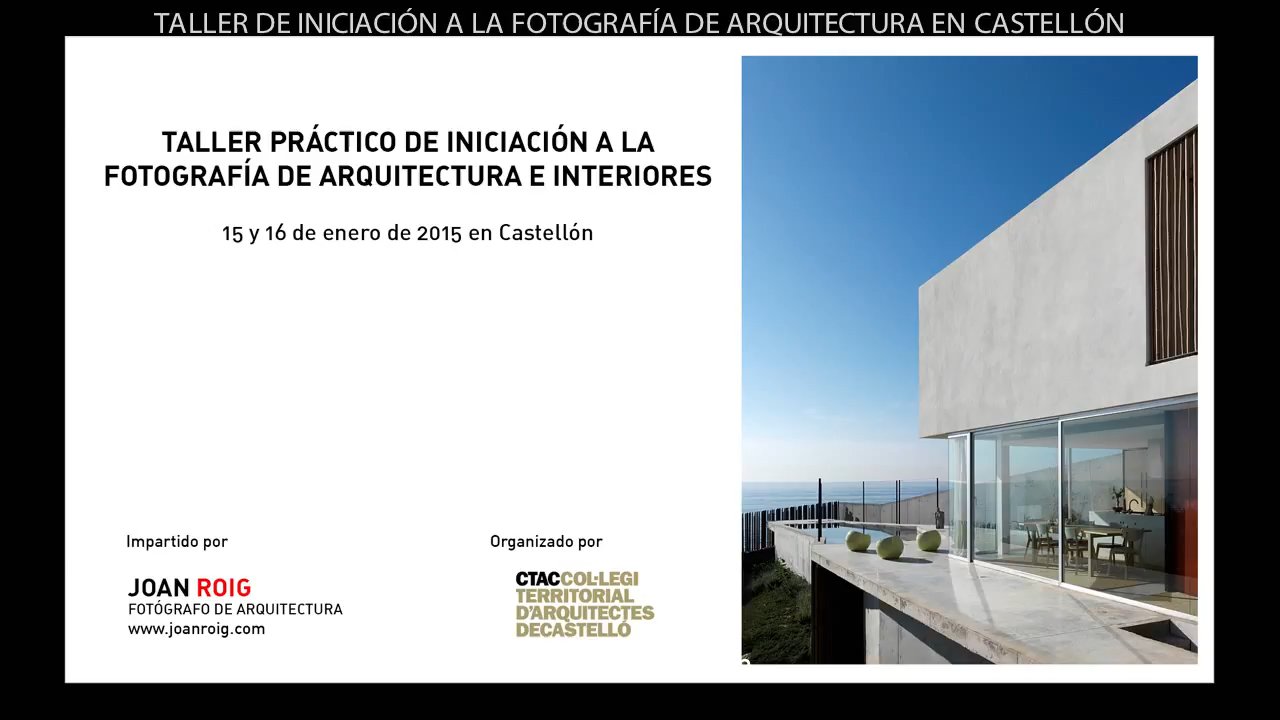 TALLER DE INICIACIÓN A LA FOTOGRAFÍA DE ARQUITECTURA EN CASTELLÓN
TALLER PRÁCTICO DE INICIACIÓN A LA
FOTOGRAFÍA DE ARQUITECTURA E INTERIORES
15 y 16 de enero de 2015 en Castellón
Impartido por
JOAN ROIG
FOTÓGRAFO DE ARQUITECTURA
www.joanroig.com
Organizado por
CTACCOL·LEGI
TERRITORIAL
D'ARQUITECTES
DECASTELLÓ